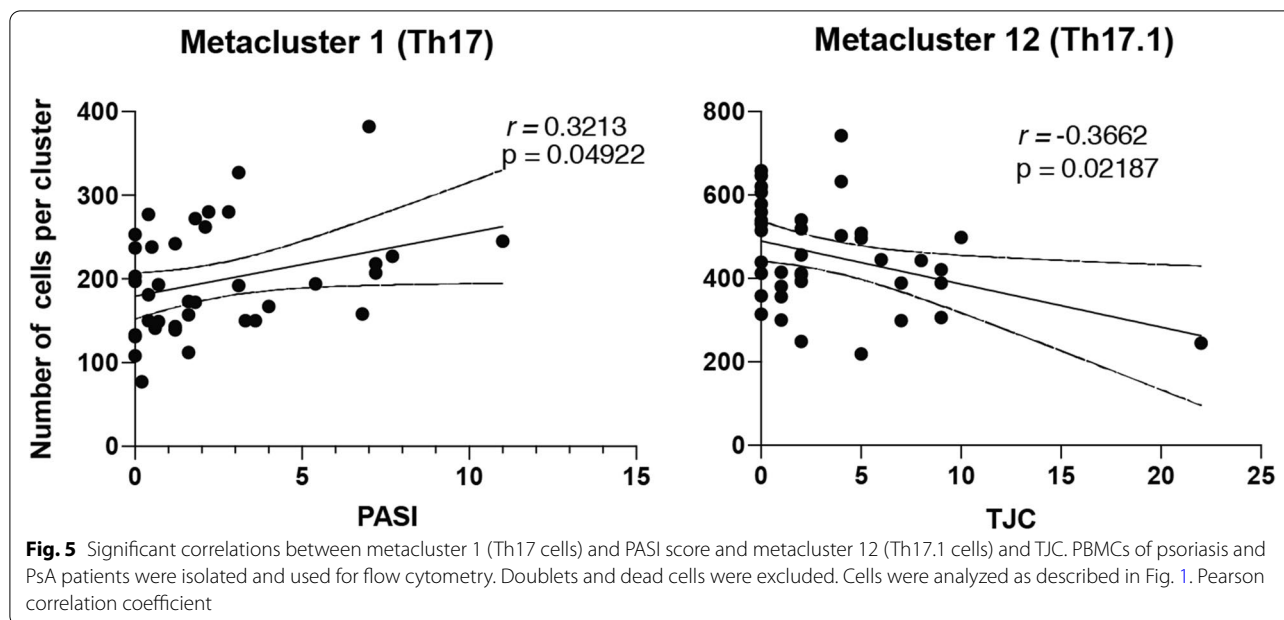 Metacluster 1 (Th17)
Number of cells per cluster
400
300
200
100
0
r = 0.3213
p = 0.04922
0
5
10
15
PASI
Metacluster 12 (Th17.1)
800
600
400
200
0
r = -0.3662
p = 0.02187
0
5
10
15
20
25
TJC
Fig. 5 Significant correlations between metacluster 1 (Th17 cells) and PASI score and metacluster 12 (Th17.1 cells) and TJC. PBMCs of psoriasis and
PsA patients were isolated and used for flow cytometry. Doublets and dead cells were excluded. Cells were analyzed as described in Fig. 1. Pearson
correlation coefficient